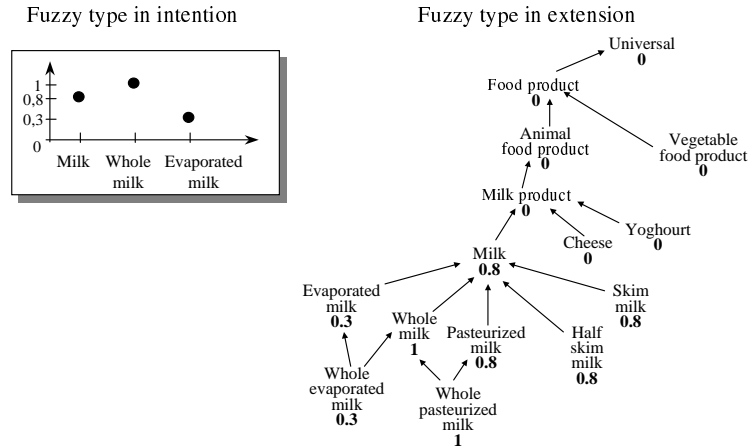 Fuzzy type in intention
1
0,8
0,3
0
Milk
Whole
milk
Evaporated
milk
Fuzzy type in extension
Universal
0
Food product
0
Animal
food product
0
Vegetable
food product
0
Milk product
0
Cheese
0
Yoghourt
0
Milk
0.8
Evaporated
milk
0.3
Whole
milk
1
Pasteurized
milk
0.8
Half
skim
milk
0.8
Skim
milk
0.8
Whole
evaporated
milk
0.3
Whole
pasteurized
milk
1